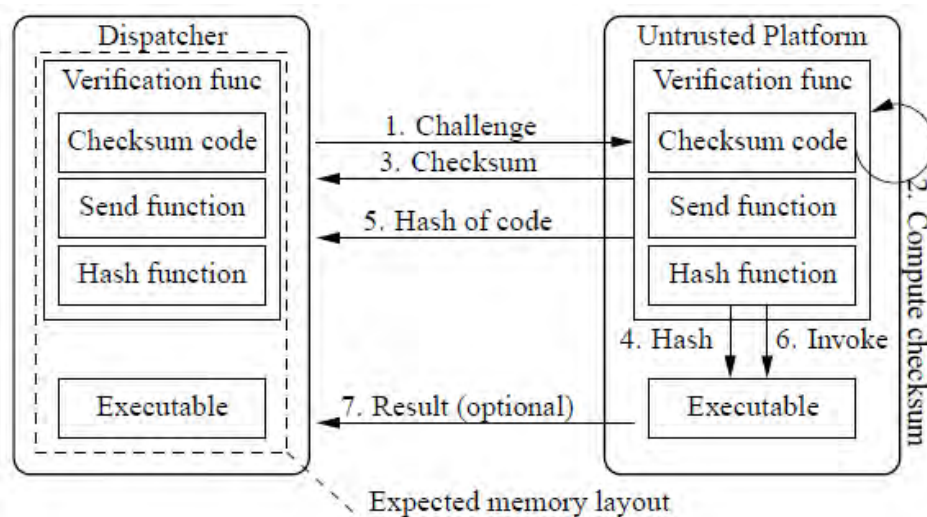 Dispatcher
Verification func
Checksum code
Send function
Hash function
Executable
1. Challenge
3. Checksum
5. Hash of code
7. Result (optional)
Untrusted Platform
Verification func
Checksum code
Send function
Hash function
2. Compute checksum
4. Hash
6. Invoke
Executable
Expected memory layout